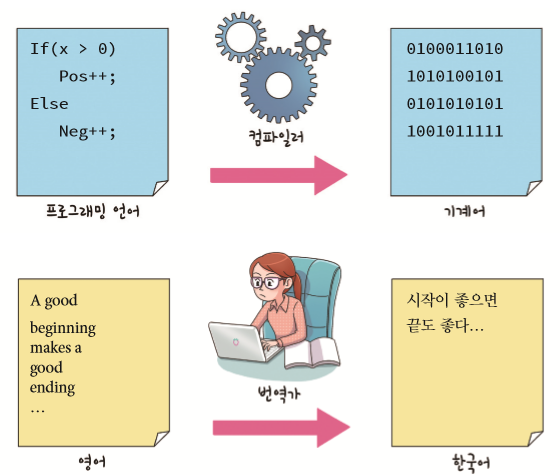 If(x > 0)
Pos++;
Else
Neg++;
컴파일러
0100011010
1010100101
0101010101
1001011111
프로그래밍 언어
기계어
A good
beginning
makes a
good
ending
...
번역가
시작이 좋으면
끝도 좋다...
영어
한국어